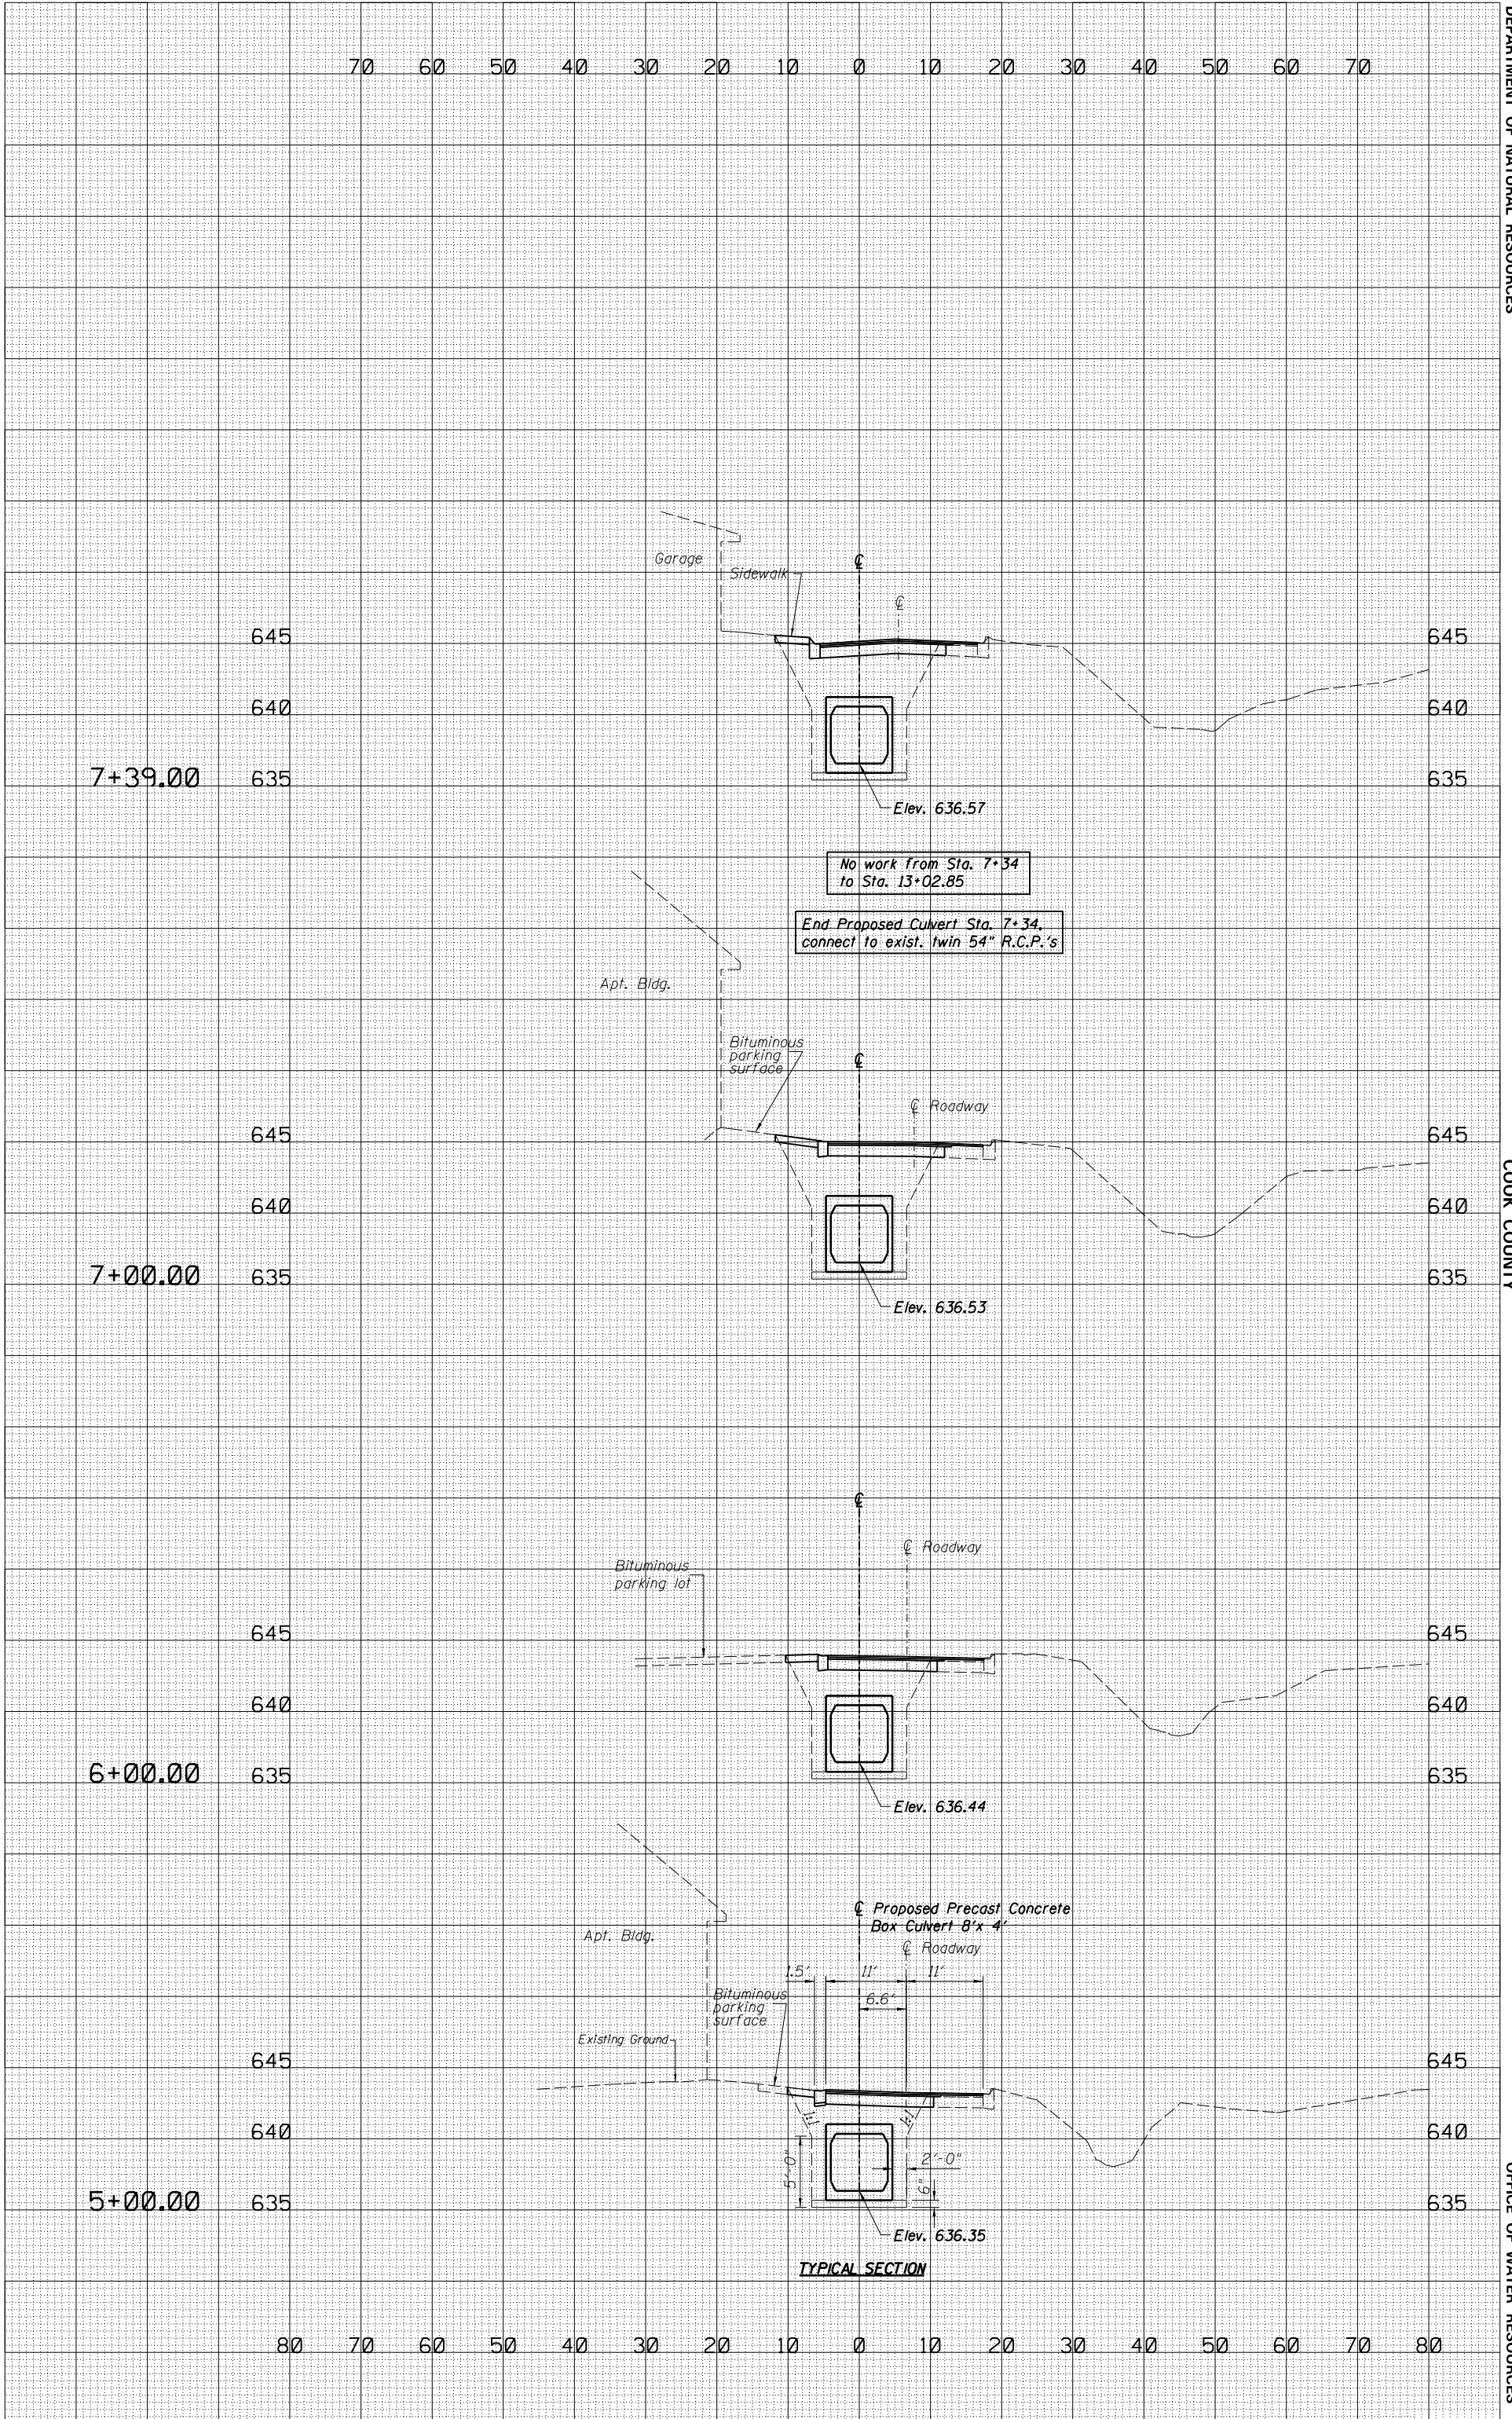 DEPARTMENT OF NATURAL RESOURCES
COOK COUNTY
OFFICE OF WATER RESOURCES
70 60 50 40 30 20 10 0 10 20 30 40 50 60 70
Garage
Sidewalk
℄
℄
645 645
640 640
7+39.00 635 635
Elev. 636.57
No work from Sta. 7+34
to Sta. 13+02.85
End Proposed Culvert Sta. 7+34.
connect to exist. twin 54" R.C.P.'s
Apt. Bldg.
Bituminous
parking
surface
℄
℄ Roadway
645 645
640 640
7+00.00 635 635
Elev. 636.53
℄
℄ Roadway
Bituminous
parking lot
645 645
640 640
6+00.00 635 635
Elev. 636.44
℄ Proposed Precast Concrete
Box Culvert 8'x 4'
Apt. Bldg.
℄ Roadway
1.5' 11' 11'
6.6'
Bituminous
parking
surface
Existing Ground
645 645
1:1 1:1
640 640
5'-0" 2'-0"
6"
5+00.00 635 635
Elev. 636.35
TYPICAL SECTION
80 70 60 50 40 30 20 10 0 10 20 30 40 50 60 70 80